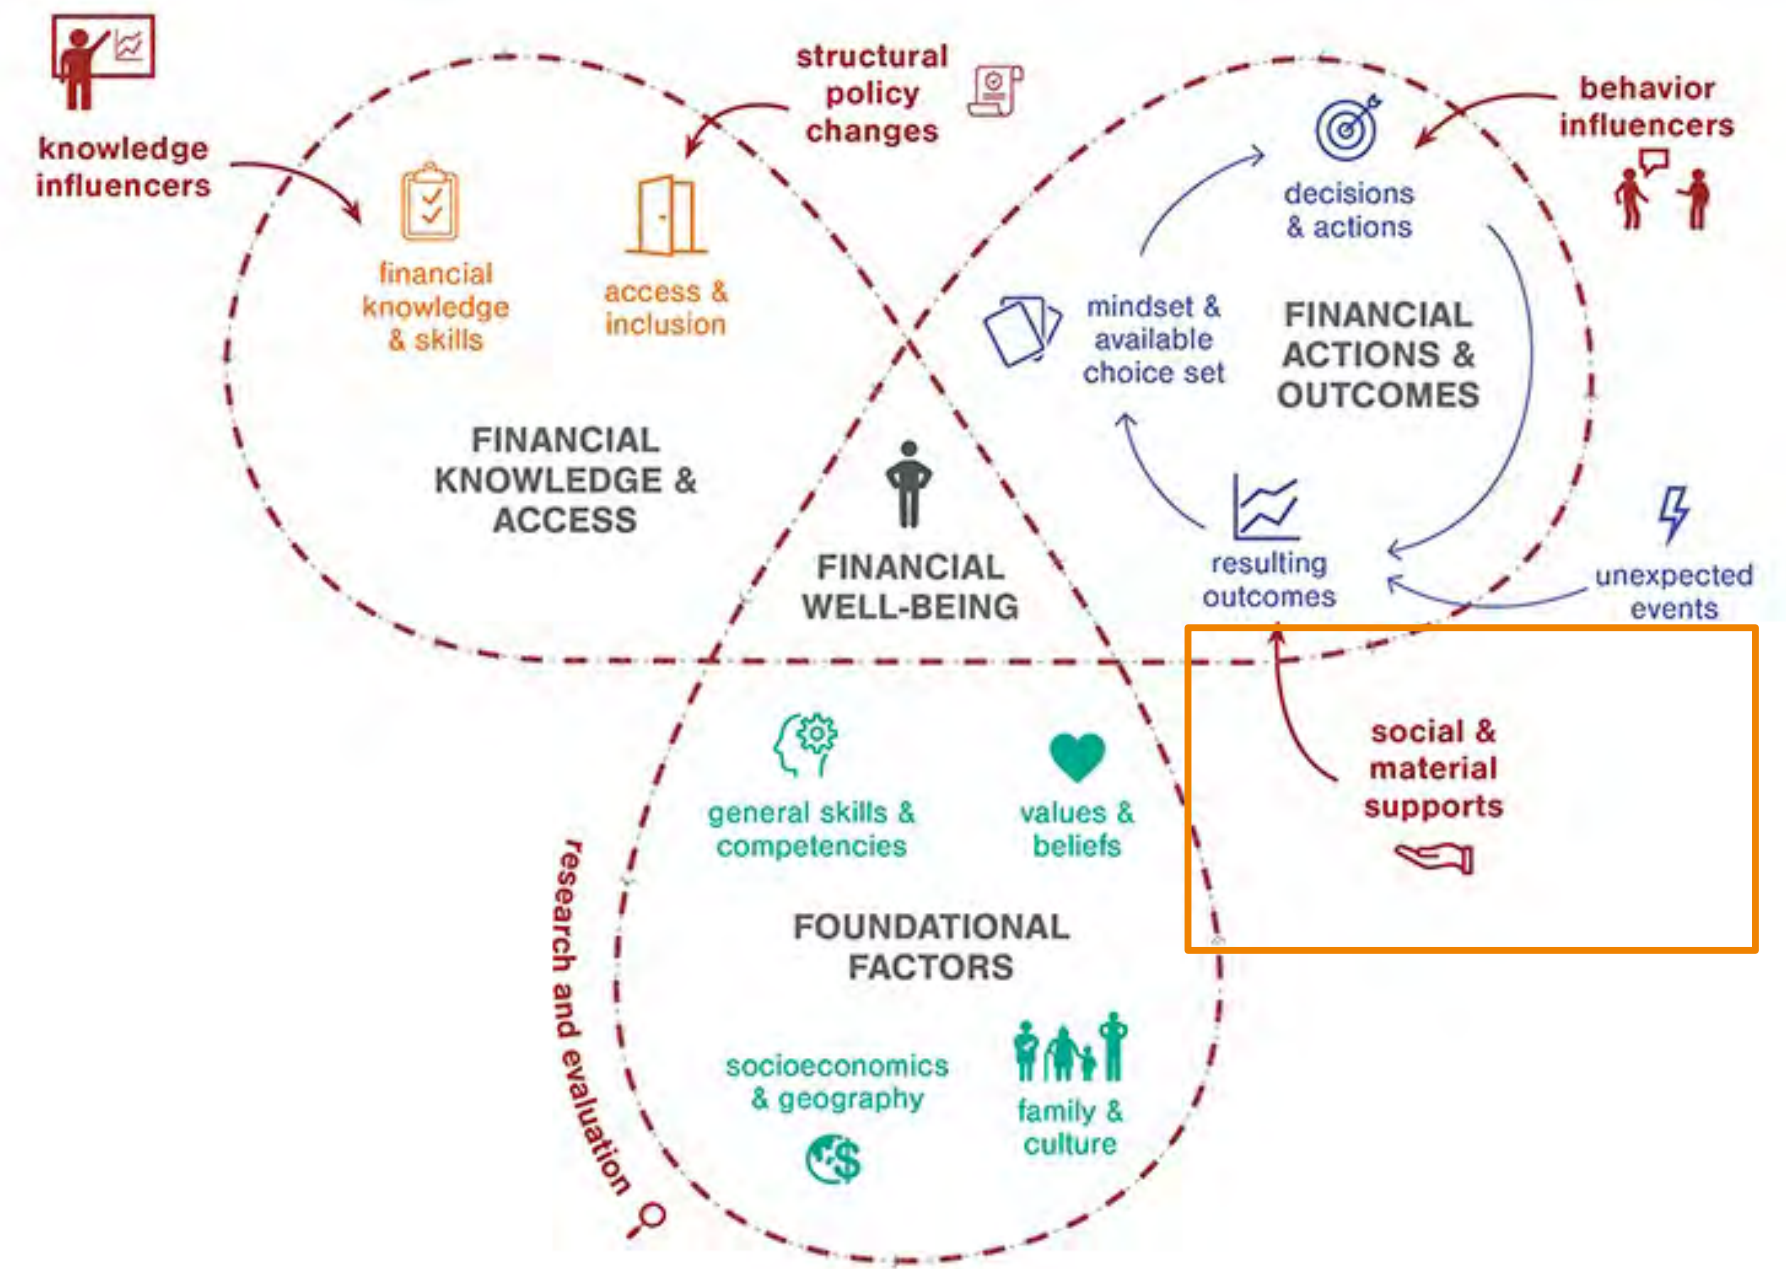 knowledge
influencers
structural
policy
changes
behavior
influencers
financial
knowledge
& skills
access &
inclusion
FINANCIAL
KNOWLEDGE &
ACCESS
decisions
& actions
mindset &
available
choice set
FINANCIAL
ACTIONS &
OUTCOMES
resulting
outcomes
unexpected
events
FINANCIAL
WELL-BEING
social &
material
supports
general skills &
competencies
values &
beliefs
FOUNDATIONAL
FACTORS
socioeconomics
& geography
$
family &
culture
research and evaluation